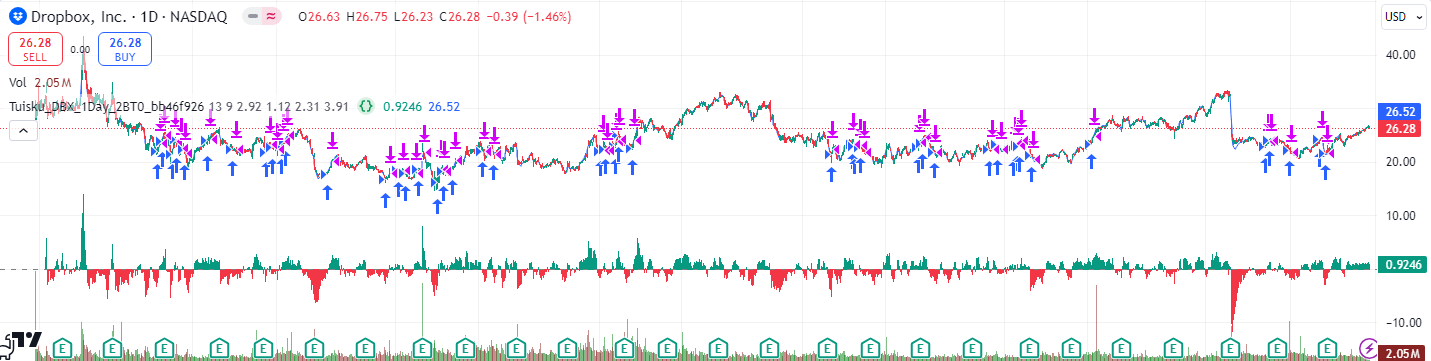 Dropbox, Inc. · 1D · NASDAQ O26.63 H26.75 L26.23 C26.28 −0.39 (−1.46%)
USD
26.28 SELL
0.00
26.28 BUY
Vol 2.05M
Tuisku_DBX_1Day_2BT0_bb46f926 13 9 2.92 1.12 2.31 3.91 {} 0.9246 26.52
40.00
26.52
26.28
20.00
10.00
0.9246
−10.00
2.05M
E E E E E E E E E E E E E E E E E E E E E E E E E E